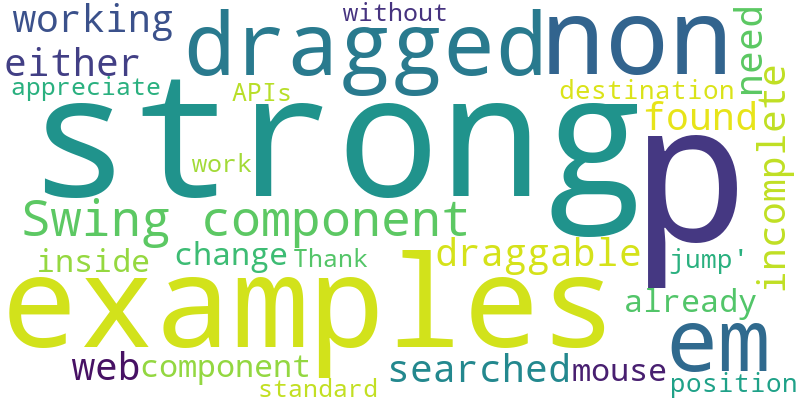 working
without
dragged
non
need
either
appreciate
APIs
destination
strong
found
p
incomplete
work
Swing component
change
Thank
draggable
jump'
inside
examples
already
em
web
component
searched
mouse
standard
position